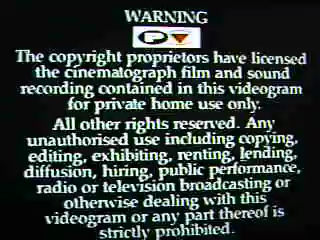 WARNING
PV
The copyright proprietors have licensed
the cinematograph film and sound
recording contained in this videogram
for private home use only.
All other rights reserved. Any
unauthorised use including copying,
editing, exhibiting, renting, lending,
diffusion, hiring, public performance,
radio or television broadcasting or
otherwise dealing with this
videogram or any part thereof is
strictly prohibited.